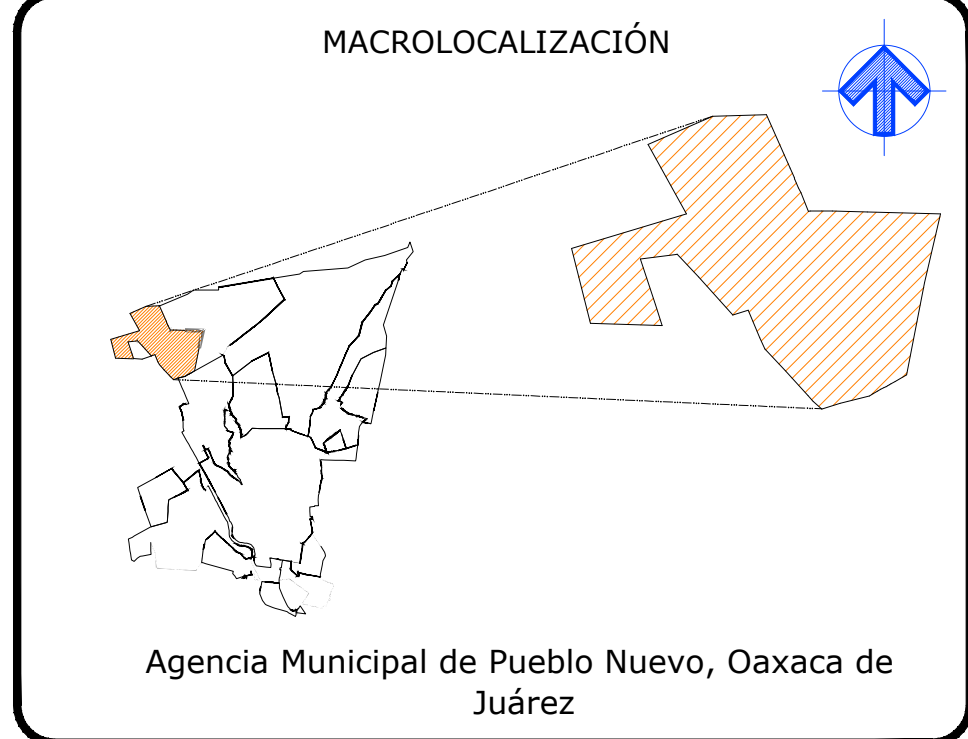 MACROLOCALIZACIÓN
Agencia Municipal de Pueblo Nuevo, Oaxaca de
Juárez